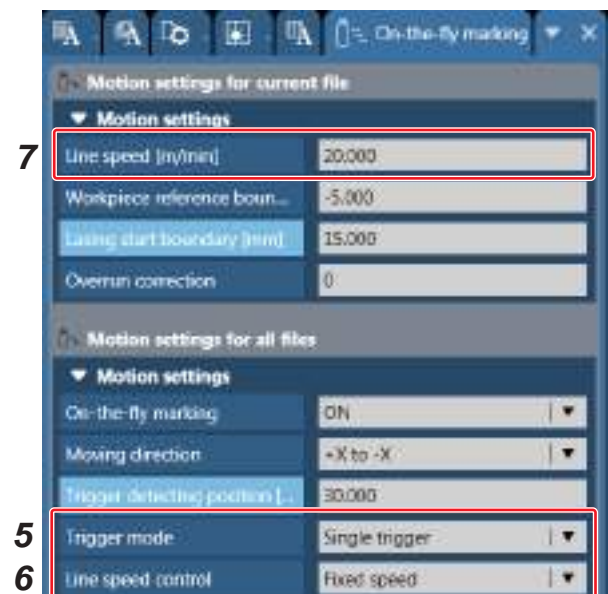 On-the-fly marking
Motion settings for current file
Motion settings
7
Line speed [m/min] 20.000
Workpiece reference boun... -5.000
Lasing start boundary [mm] 15.000
Overrun correction 0
Motion settings for all files
Motion settings
On-the-fly marking ON
Moving direction +X to -X
Trigger detecting position [... 30.000
5
Trigger mode Single trigger
6
Line speed control Fixed speed